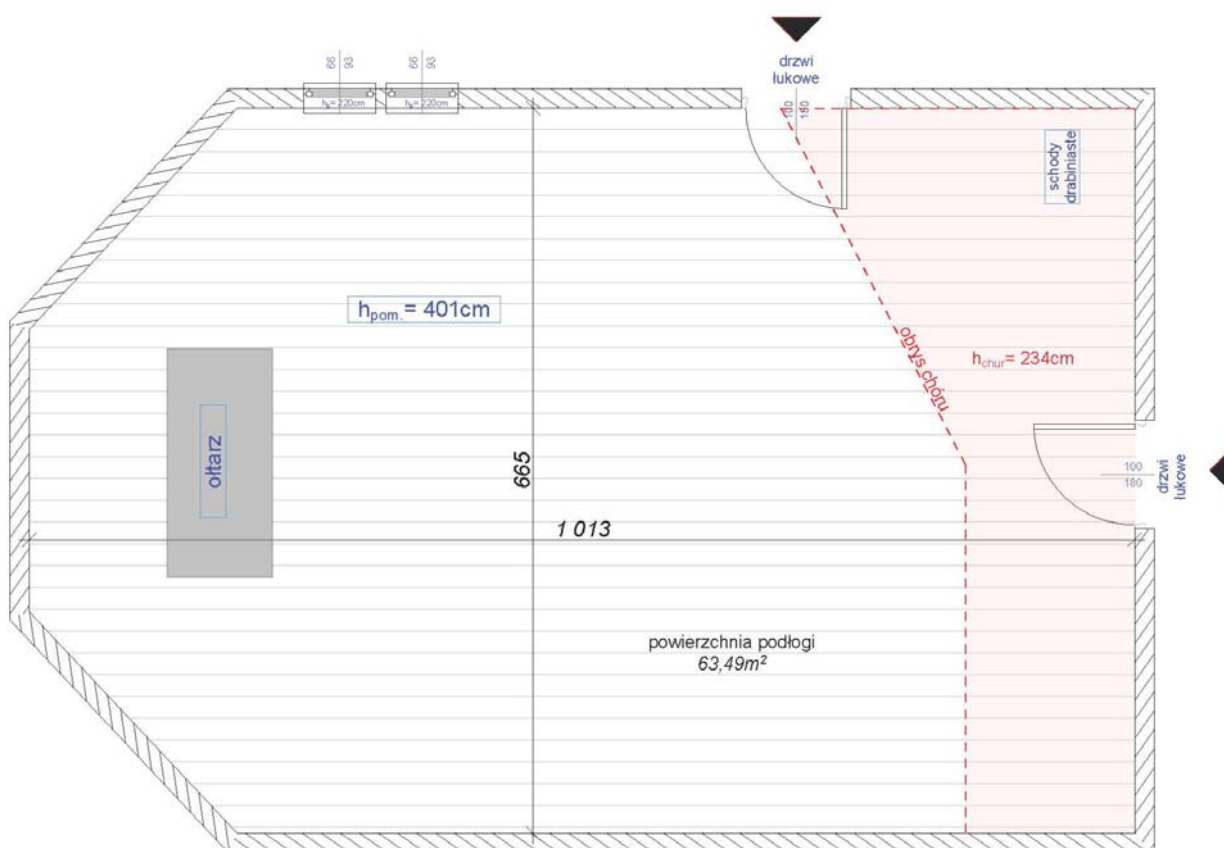 drzwi
łukowe
66
93
66
93
h= 220cm
h= 220cm
100
180
schody
drabiniaste
hpom.= 401cm
obrys chóru
hchur= 234cm
ołtarz
665
100
180
drzwi
łukowe
1 013
powierzchnia podłogi
63,49m²